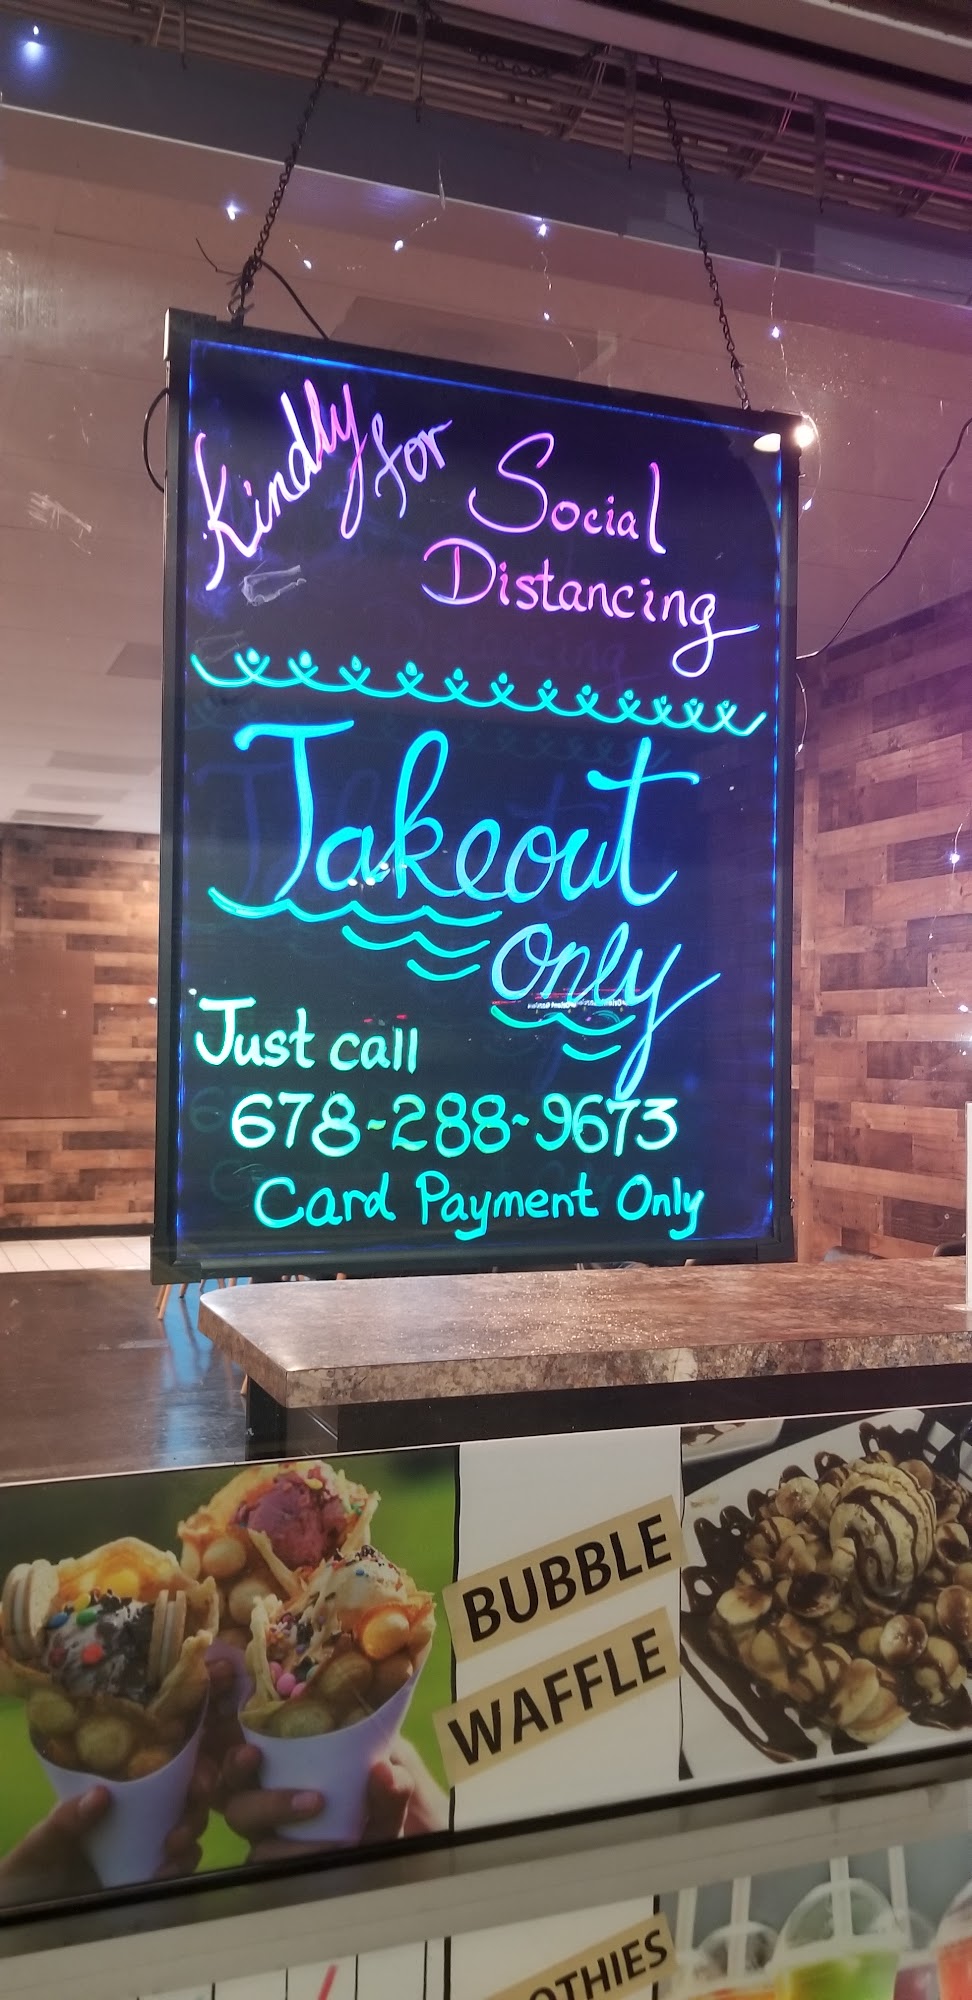 Kindly for Social
Distancing
Takeout
Only
Just call
678-288-9673
Card Payment Only
BUBBLE
WAFFLE
OTHIES